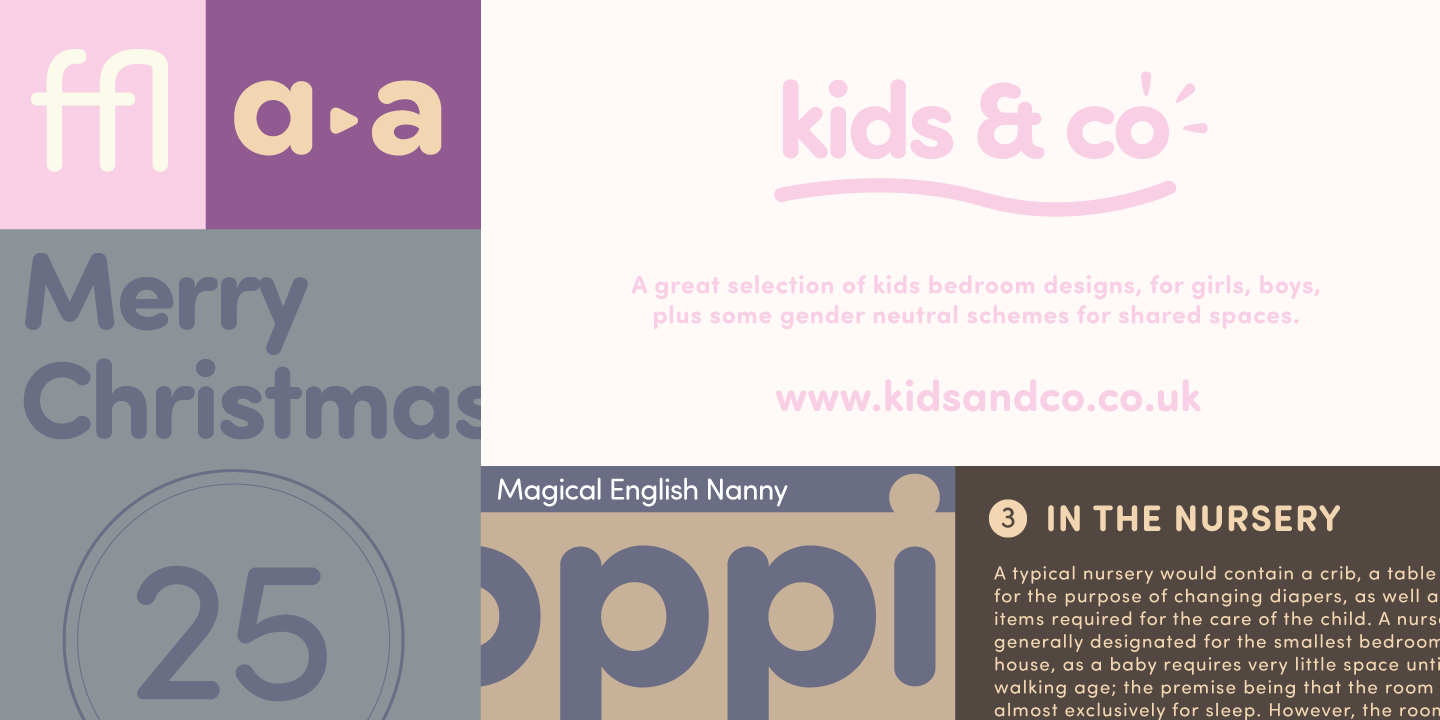 ffl
a a
Merry
Christmas
25
kids & co
A great selection of kids bedroom designs, for girls, boys,
plus some gender neutral schemes for shared spaces.
www.kidsandco.co.uk
Magical English Nanny
oppi
3 IN THE NURSERY
A typical nursery would contain a crib, a table
for the purpose of changing diapers, as well a
items required for the care of the child. A nurs
generally designated for the smallest bedroom
house, as a baby requires very little space unti
walking age; the premise being that the room
almost exclusively for sleep. However, the room